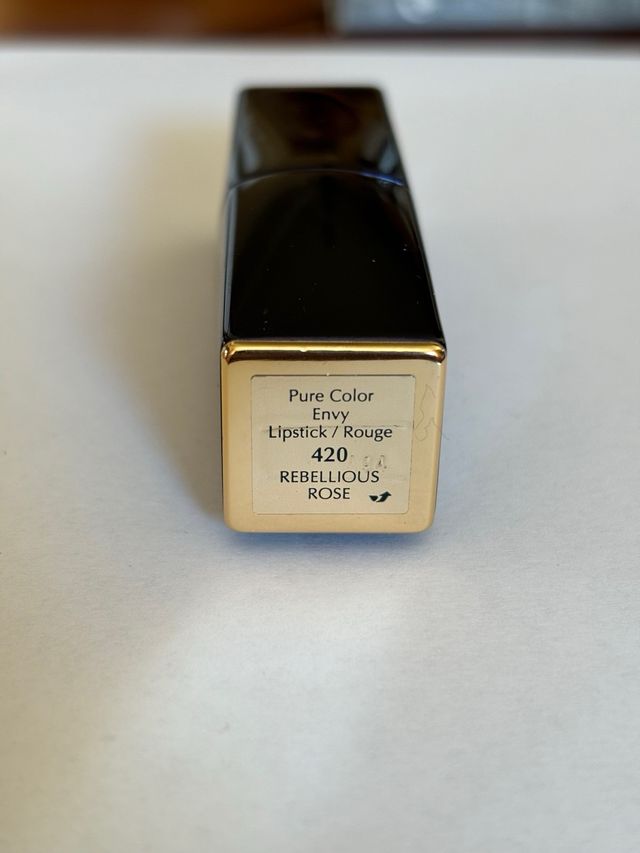 Pure Color
Envy
Lipstick / Rouge
420
REBELLIOUS
ROSE